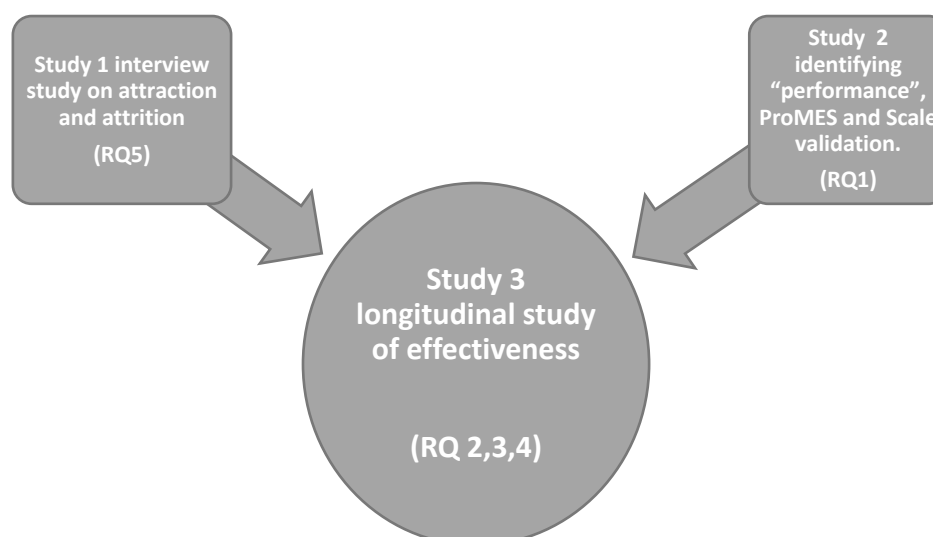 Study 1 interview
study on attraction
and attrition
(RQ5)
Study 2
identifying
“performance”,
ProMES and Scale
validation.
(RQ1)
Study 3
longitudinal study
of effectiveness
(RQ 2,3,4)